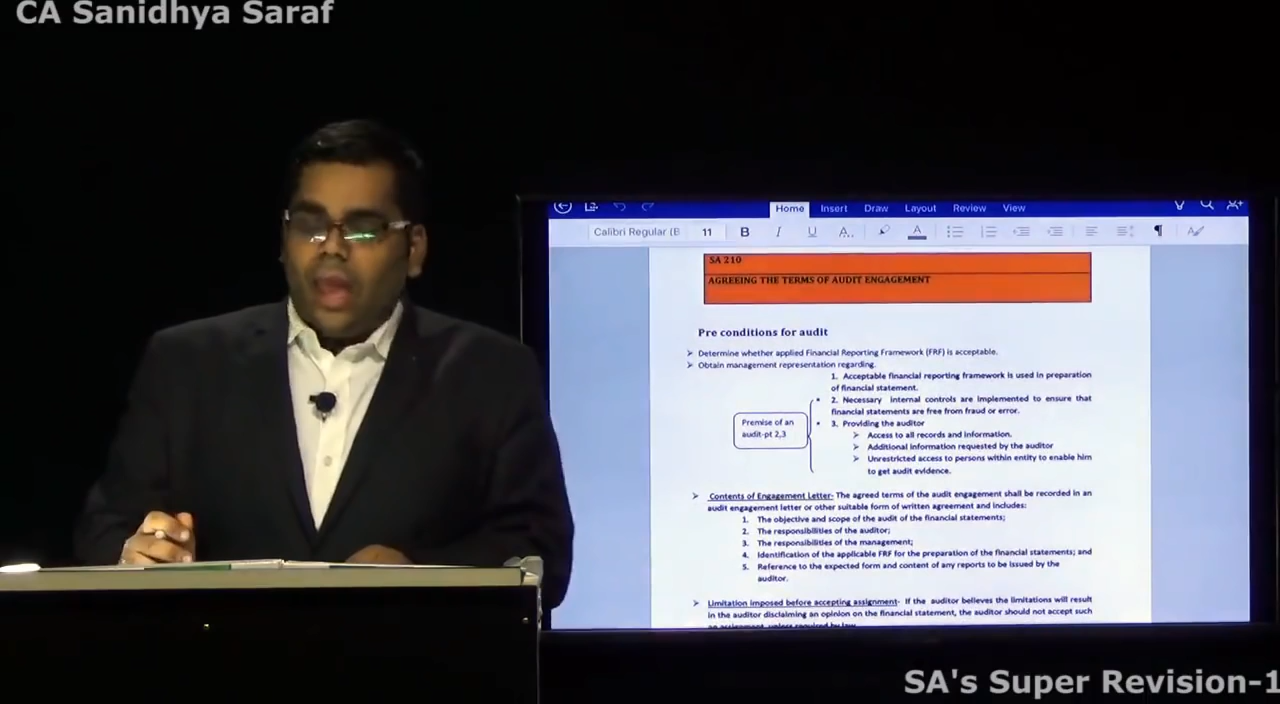 CA Sanidhya Saraf
Home Insert Draw Layout Review View
Calibri Regular (B 11 B I U A..
SA 210
AGREEING THE TERMS OF AUDIT ENGAGEMENT
Pre conditions for audit
➢ Determine whether applied Financial Reporting Framework (FRF) is acceptable.
➢ Obtain management representation regarding.
1. Acceptable financial reporting framework is used in preparation
of financial statement.
• 2. Necessary internal controls are implemented to ensure that
financial statements are free from fraud or error.
• 3. Providing the auditor
➢ Access to all records and information.
➢ Additional information requested by the auditor
➢ Unrestricted access to persons within entity to enable him
to get audit evidence.
Premise of an
audit-pt 2,3
➢ Contents of Engagement Letter- The agreed terms of the audit engagement shall be recorded in an
audit engagement letter or other suitable form of written agreement and includes:
1. The objective and scope of the audit of the financial statements;
2. The responsibilities of the auditor;
3. The responsibilities of the management;
4. Identification of the applicable FRF for the preparation of the financial statements; and
5. Reference to the expected form and content of any reports to be issued by the
auditor.
➢ Limitation imposed before accepting assignment- If the auditor believes the limitations will result
in the auditor disclaiming an opinion on the financial statement, the auditor should not accept such
an assignment, unless required by law
SA's Super Revision-1